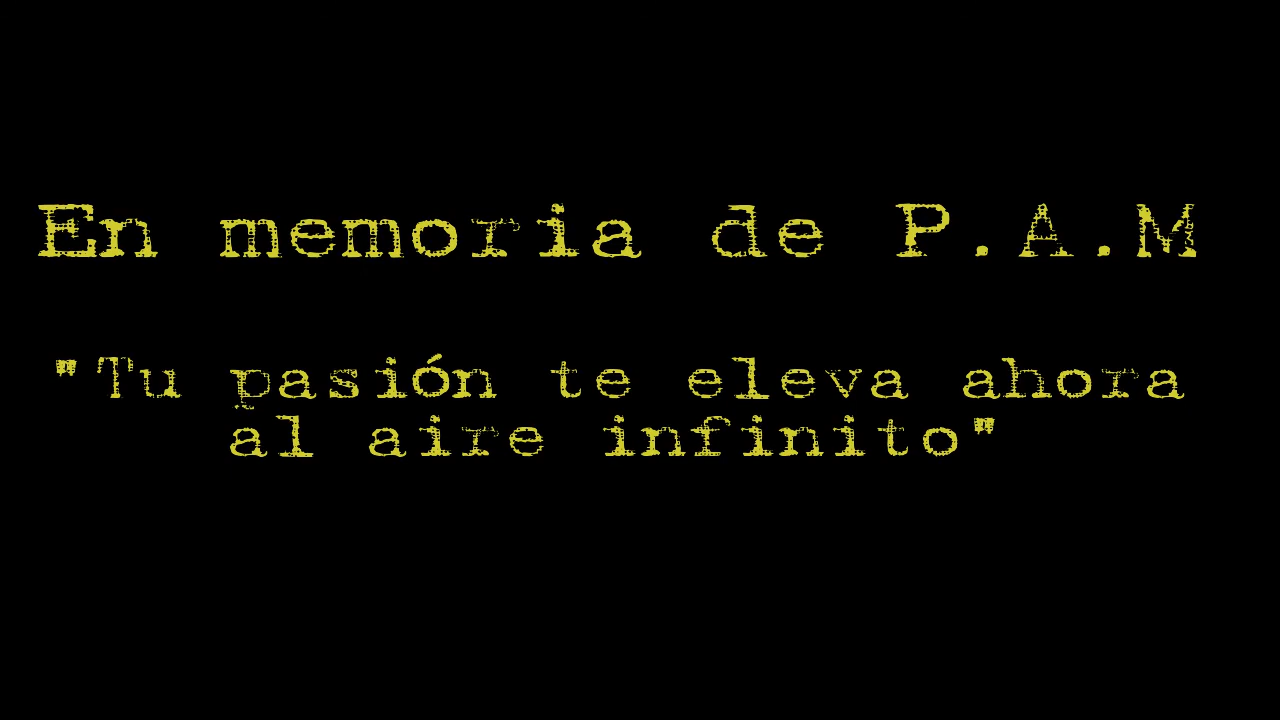 En memoria de P.A.M
"Tu pasión te eleva ahora
al aire infinito"